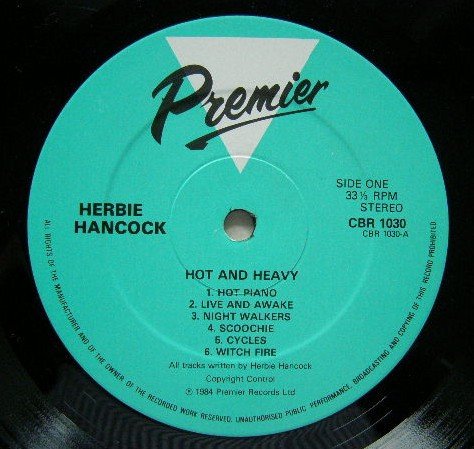 Premier
SIDE ONE
33 ⅓ RPM
STEREO
CBR 1030
CBR 1030-A
HERBIE
HANCOCK
HOT AND HEAVY
1. HOT PIANO
2. LIVE AND AWAKE
3. NIGHT WALKERS
4. SCOOCHIE
5. CYCLES
6. WITCH FIRE
All tracks written by Herbie Hancock
Copyright Control
℗ 1984 Premier Records Ltd
ALL RIGHTS OF THE MANUFACTURER AND OF THE OWNER OF THE RECORDED WORK RESERVED. UNAUTHORISED PUBLIC PERFORMANCE, BROADCASTING AND COPYING OF THIS RECORD PROHIBITED